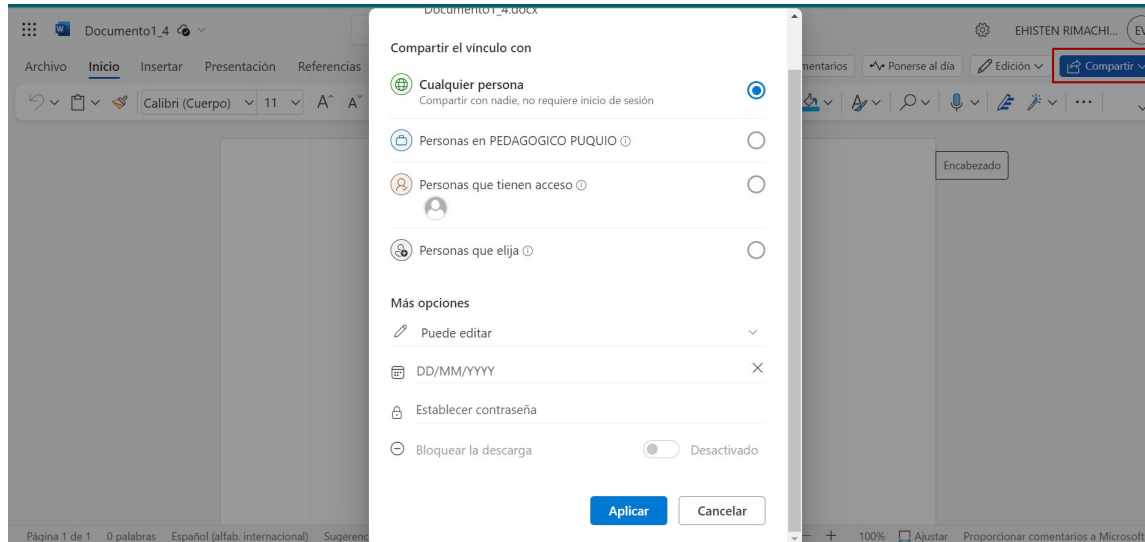 Documento1_4.docx
Documento1_4
EHISTEN RIMACHI...
EV
Archivo Inicio Insertar Presentación Referencias
mentarios Ponerse al día Edición Compartir
Calibri (Cuerpo) 11 A^ A
Encabezado
Compartir el vínculo con
Cualquier persona
Compartir con nadie, no requiere inicio de sesión
Personas en PEDAGOGICO PUQUIO
Personas que tienen acceso
Personas que elija
Más opciones
Puede editar
DD/MM/YYYY
Establecer contraseña
Bloquear la descarga Desactivado
Aplicar Cancelar
Página 1 de 1 0 palabras Español (alfab. internacional) Sugerenc
100% Ajustar Proporcionar comentarios a Microsoft